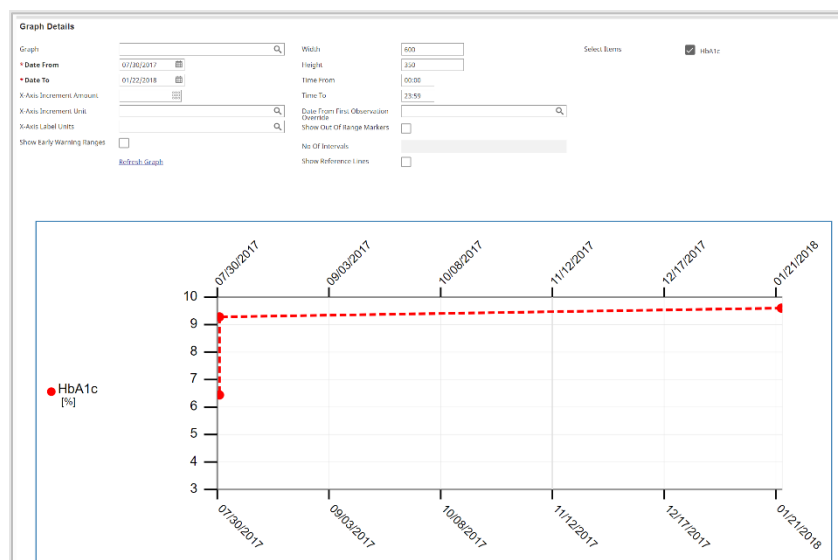 Graph Details
Graph
Width 600
Select Items
HbA1c
* Date From 07/30/2017
Height 350
* Date To 01/22/2018
Time From 00:00
X-Axis Increment Amount
Time To 23:59
X-Axis Increment Unit
Date From First Observation
Override
X-Axis Label Units
Show Out Of Range Markers
Show Early Warning Ranges
No Of Intervals
Refresh Graph
Show Reference Lines
07/30/2017 09/03/2017 10/08/2017 11/12/2017 12/17/2017 01/21/2018
10
9
8
7
6
5
4
3
HbA1c
[%]
07/30/2017 09/03/2017 10/08/2017 11/12/2017 12/17/2017 01/21/2018